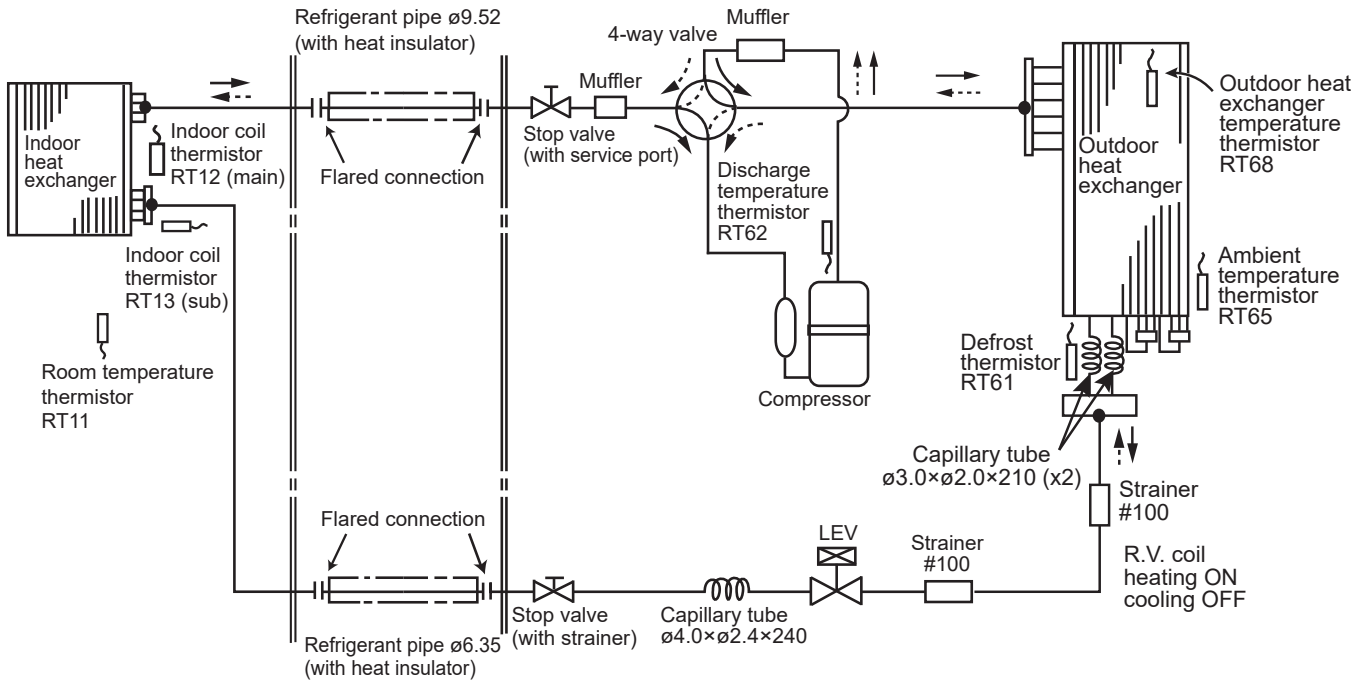 Refrigerant pipe ø9.52
(with heat insulator)
Muffler
4-way valve
Muffler
Indoor
heat
exchanger
Indoor coil
thermistor
RT12 (main)
Flared connection
Stop valve
(with service port)
Discharge
temperature
thermistor
RT62
Outdoor
heat
exchanger
Outdoor heat
exchanger
temperature
thermistor
RT68
Indoor coil
thermistor
RT13 (sub)
Ambient
temperature
thermistor
RT65
Room temperature
thermistor
RT11
Defrost
thermistor
RT61
Compressor
Capillary tube
ø3.0×ø2.0×210 (x2)
Strainer
#100
Flared connection
LEV
Strainer
#100
R.V. coil
heating ON
cooling OFF
Refrigerant pipe ø6.35
(with heat insulator)
Stop valve
(with strainer)
Capillary tube
ø4.0×ø2.4×240